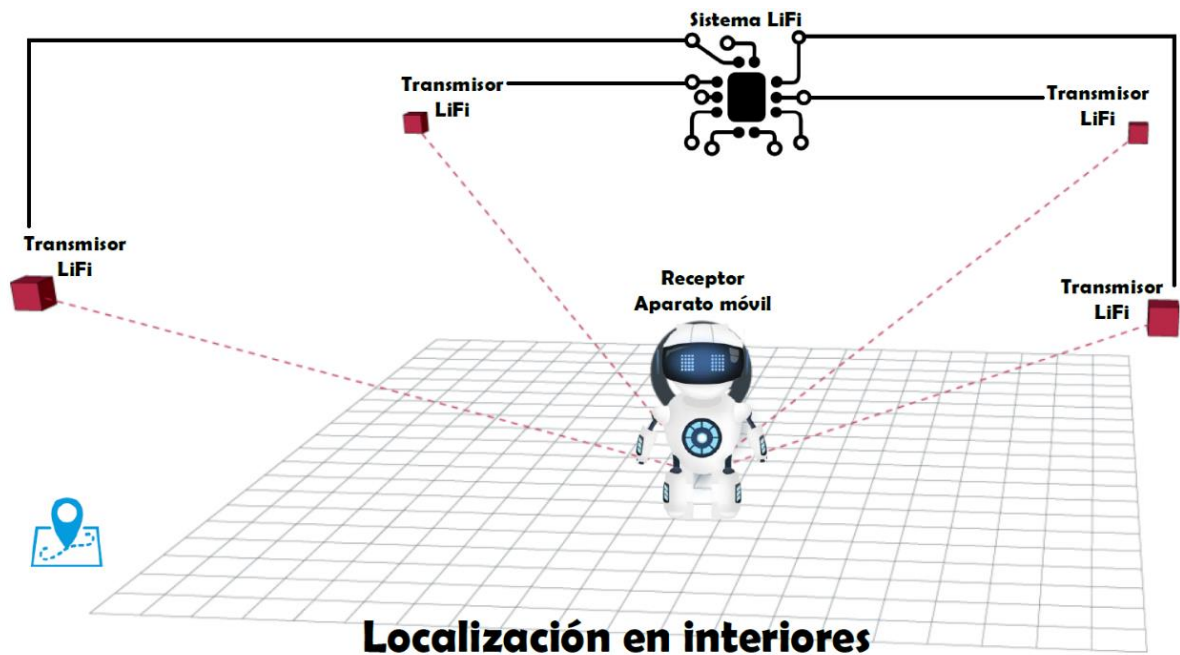 Sistema LiFi
Transmisor
LiFi
Transmisor
LiFi
Transmisor
LiFi
Receptor
Aparato móvil
Transmisor
LiFi
Localización en interiores